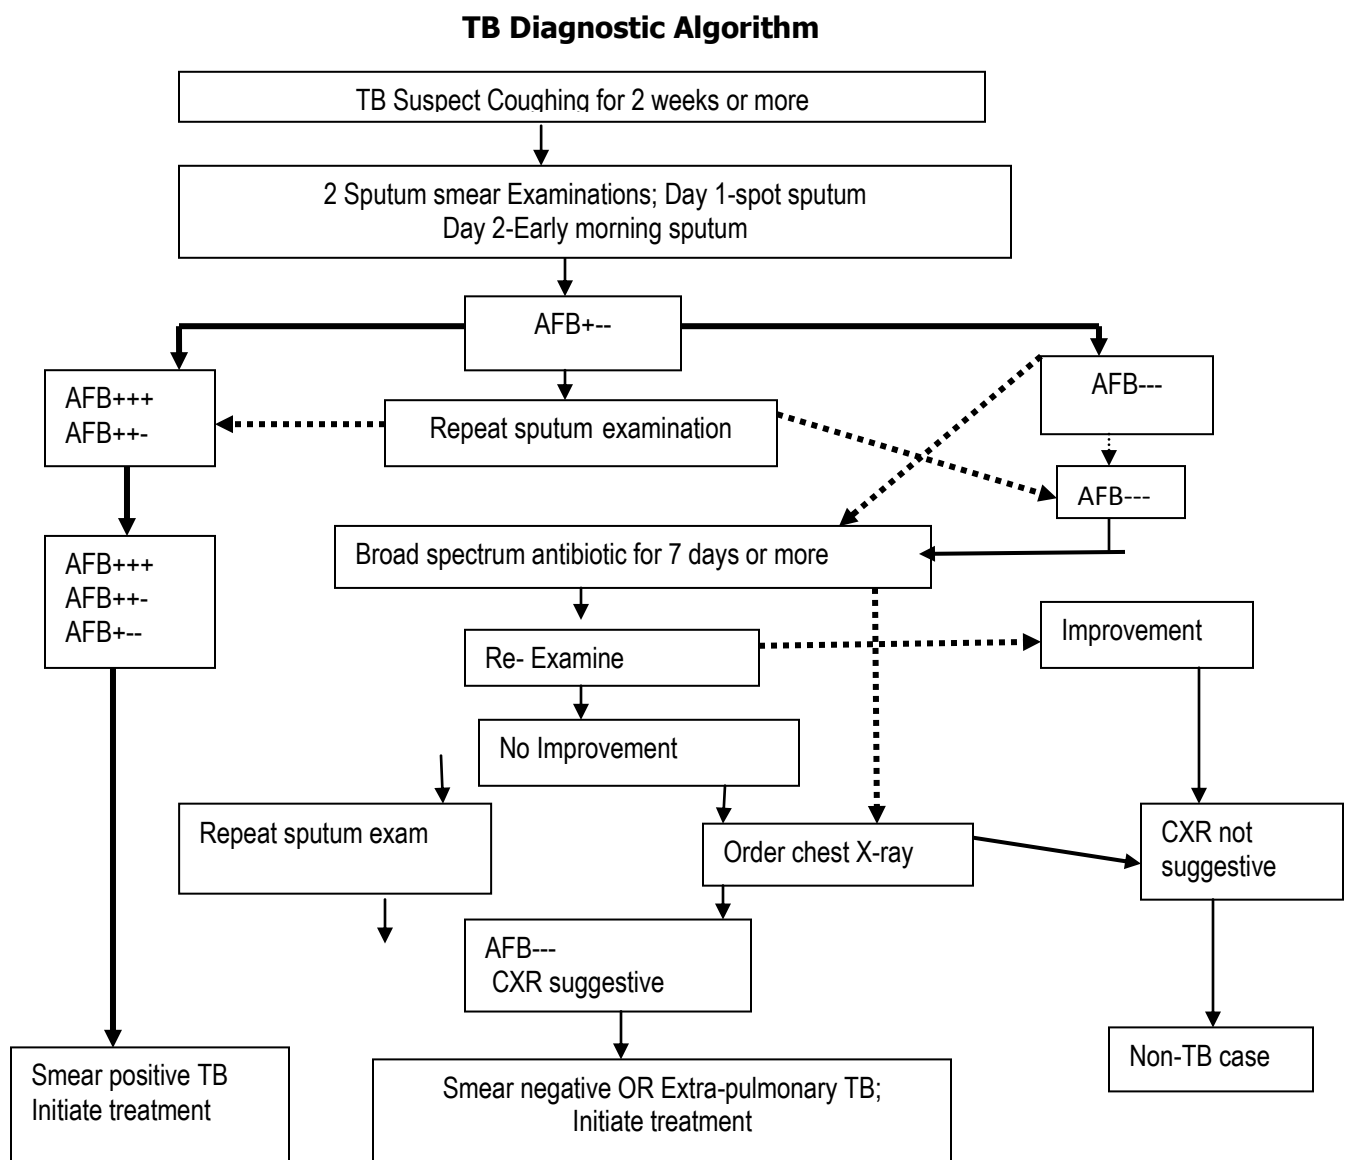 TB Diagnostic Algorithm
TB Suspect Coughing for 2 weeks or more
2 Sputum smear Examinations; Day 1-spot sputum
Day 2-Early morning sputum
AFB+--
AFB+++
AFB++-
Repeat sputum examination
AFB---
AFB---
Broad spectrum antibiotic for 7 days or more
AFB+++
AFB++-
AFB+--
Re- Examine
Improvement
No Improvement
Repeat sputum exam
Order chest X-ray
CXR not
suggestive
AFB---
CXR suggestive
Smear positive TB
Initiate treatment
Smear negative OR Extra-pulmonary TB;
Initiate treatment
Non-TB case